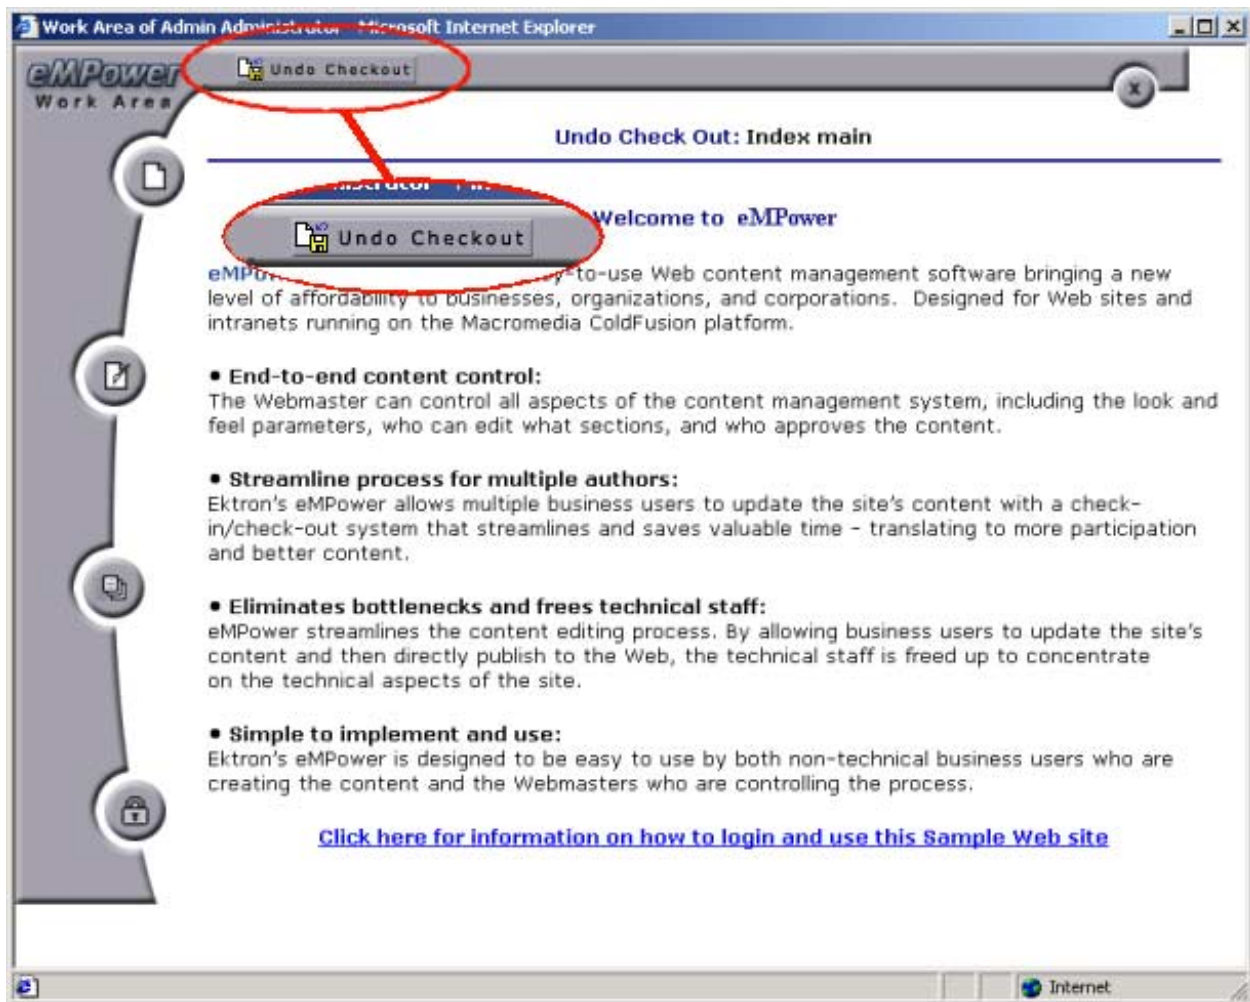 Work Area of Admin Administrator - Microsoft Internet Explorer
eMPower
Work Area
Undo Checkout
x
Undo Check Out: Index main
Undo Checkout
Welcome to eMPower
y-to-use Web content management software bringing a new
level of affordability to businesses, organizations, and corporations. Designed for Web sites and
intranets running on the Macromedia ColdFusion platform.
• End-to-end content control:
The Webmaster can control all aspects of the content management system, including the look and
feel parameters, who can edit what sections, and who approves the content.
• Streamline process for multiple authors:
Ektron's eMPower allows multiple business users to update the site's content with a check-
in/check-out system that streamlines and saves valuable time - translating to more participation
and better content.
• Eliminates bottlenecks and frees technical staff:
eMPower streamlines the content editing process. By allowing business users to update the site's
content and then directly publish to the Web, the technical staff is freed up to concentrate
on the technical aspects of the site.
• Simple to implement and use:
Ektron's eMPower is designed to be easy to use by both non-technical business users who are
creating the content and the Webmasters who are controlling the process.
Click here for information on how to login and use this Sample Web site
Internet